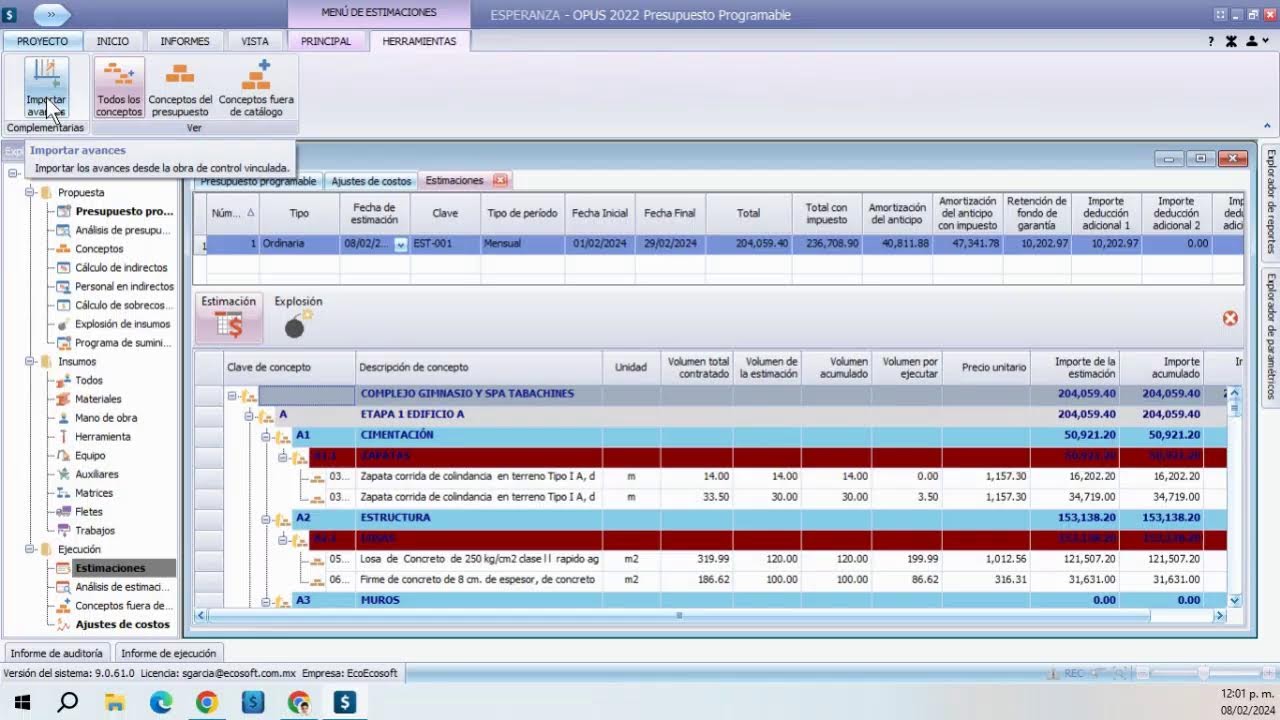 MENÚ DE ESTIMACIONES
ESPERANZA - OPUS 2022 Presupuesto Programable
PROYECTO INICIO INFORMES VISTA PRINCIPAL HERRAMIENTAS
Importar avances
Todos los conceptos
Conceptos del presupuesto
Conceptos fuera de catálogo
Complementarias
Ver
Importar avances
Importar los avances desde la obra de control vinculada.
Presupuesto programable Ajustes de costos Estimaciones
Propuesta
Presupuesto pro...
Análisis de presupu...
Conceptos
Cálculo de indirectos
Personal en indirectos
Cálculo de sobrecos...
Explosión de insumos
Programa de sumini...
Insumos
Todos
Materiales
Mano de obra
Herramienta
Equipo
Auxiliares
Matrices
Fletes
Trabajos
Ejecución
Estimaciones
Análisis de estimaci...
Conceptos fuera de...
Ajustes de costos
Núm... Tipo Fecha de estimación Clave Tipo de período Fecha Inicial Fecha Final Total Total con impuesto Amortización del anticipo Amortización del anticipo con impuesto Retención de fondo de garantía Importe deducción adicional 1 Importe deducción adicional 2
1 1 Ordinaria 08/02/2... EST-001 Mensual 01/02/2024 29/02/2024 204,059.40 236,708.90 40,811.88 47,341.78 10,202.97 10,202.97 0.00
Estimación Explosión
Clave de concepto Descripción de concepto Unidad Volumen total contratado Volumen de la estimación Volumen acumulado Volumen por ejecutar Precio unitario Importe de la estimación Importe acumulado
COMPLEJO GIMNASIO Y SPA TABACHINES 204,059.40 204,059.40
A ETAPA 1 EDIFICIO A 204,059.40 204,059.40
A1 CIMENTACIÓN 50,921.20 50,921.20
A1.1 ZAPATAS 50,921.20 50,921.20
03... Zapata corrida de colindancia en terreno Tipo I A, d m 14.00 14.00 14.00 0.00 1,157.30 16,202.20 16,202.20
03... Zapata corrida de colindancia en terreno Tipo I A, d m 33.50 30.00 30.00 3.50 1,157.30 34,719.00 34,719.00
A2 ESTRUCTURA 153,138.20 153,138.20
LOSAS 153,138.20 153,138.20
05... Losa de Concreto de 250 kg/cm2 clase II rapido ag m2 319.99 120.00 120.00 199.99 1,012.56 121,507.20 121,507.20
06... Firme de concreto de 8 cm. de espesor, de concreto m2 186.62 100.00 100.00 86.62 316.31 31,631.00 31,631.00
A3 MUROS 0.00 0.00
Explorador de reportes
Explorador de parametricos
Informe de auditoría Informe de ejecución
Versión del sistema: 9.0.61.0 Licencia: sgarcia@ecosoft.com.mx Empresa: EcoEcosoft
REC
12:01 p. m.
08/02/2024